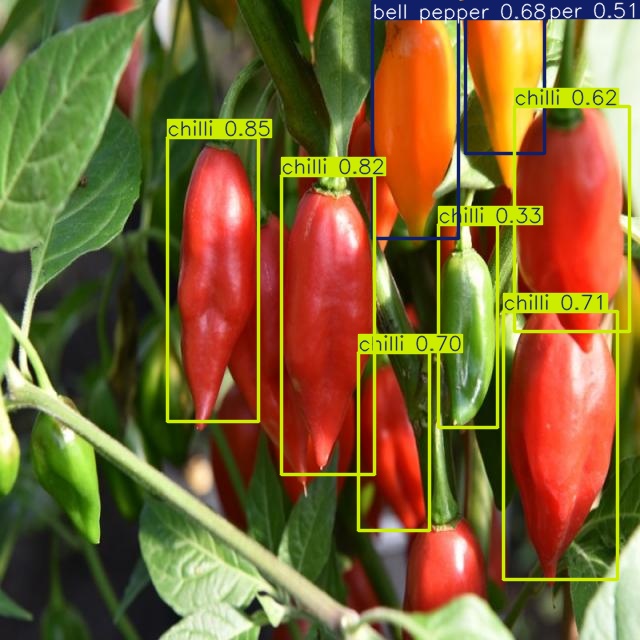 bell pepper 0.68
per 0.51
chilli 0.62
chilli 0.85
chilli 0.82
chilli 0.33
chilli 0.71
chilli 0.70